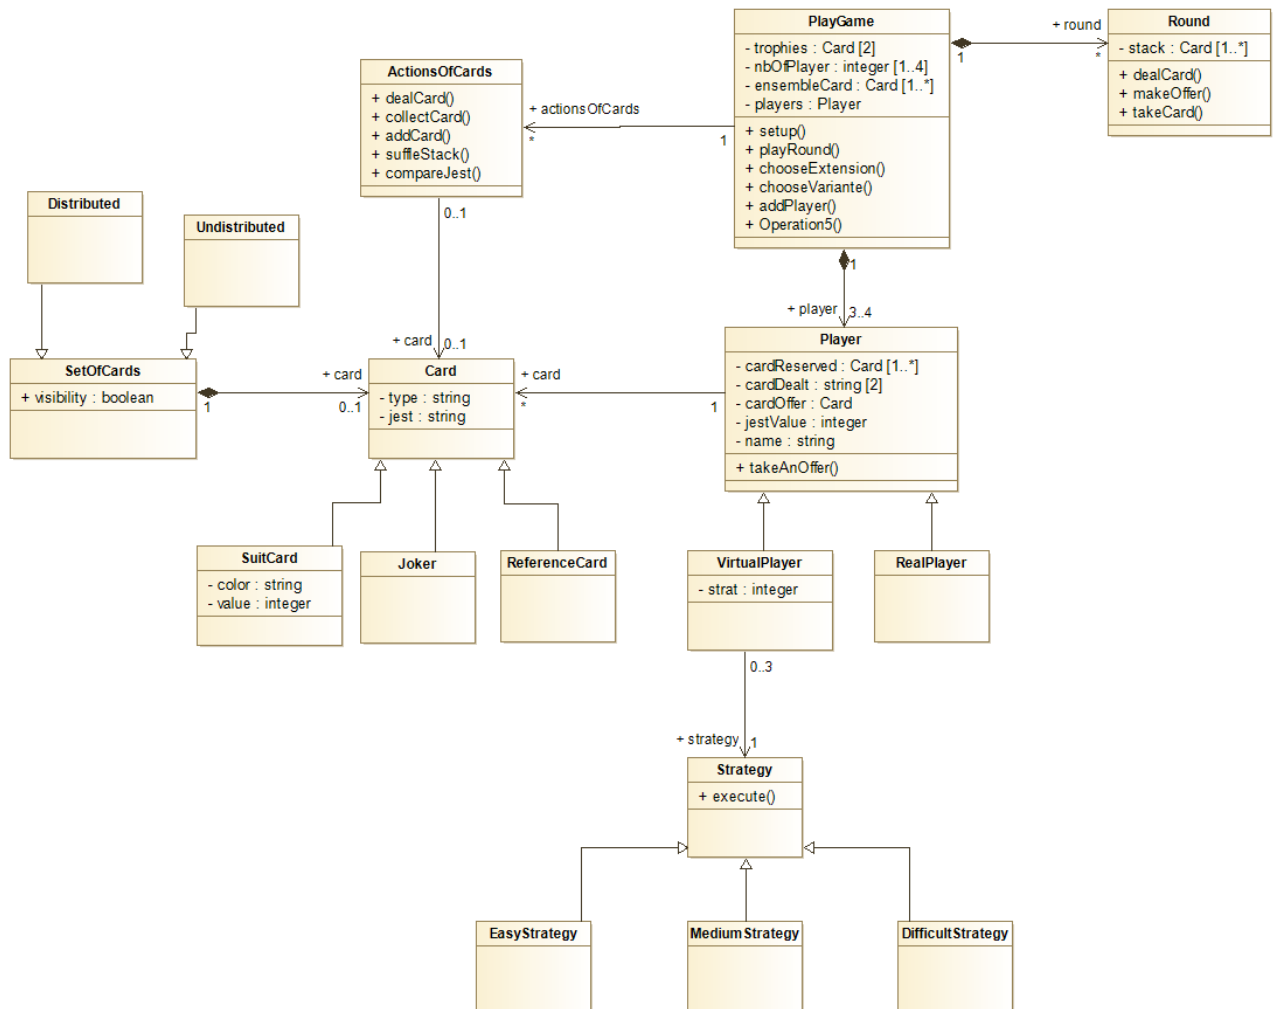 PlayGame
- trophies : Card [2]
- nbOfPlayer : integer [1..4]
- ensembleCard : Card [1..*]
- players : Player
+ setup()
+ playRound()
+ chooseExtension()
+ chooseVariante()
+ addPlayer()
+ Operation5()
+ round
1
*
Round
- stack : Card [1..*]
+ dealCard()
+ makeOffer()
+ takeCard()
ActionsOfCards
+ dealCard()
+ collectCard()
+ addCard()
+ suffleStack()
+ compareJest()
+ actionsOfCards
*
1
0..1
+ card
0..1
Distributed
Undistributed
SetOfCards
+ visibility : boolean
1
+ card
0..1
Card
- type : string
- jest : string
+ card
*
1
1
+ player
3..4
Player
- cardReserved : Card [1..*]
- cardDealt : string [2]
- cardOffer : Card
- jestValue : integer
- name : string
+ takeAnOffer()
SuitCard
- color : string
- value : integer
Joker
ReferenceCard
VirtualPlayer
- strat : integer
RealPlayer
0..3
+ strategy
1
Strategy
+ execute()
EasyStrategy
MediumStrategy
DifficultStrategy